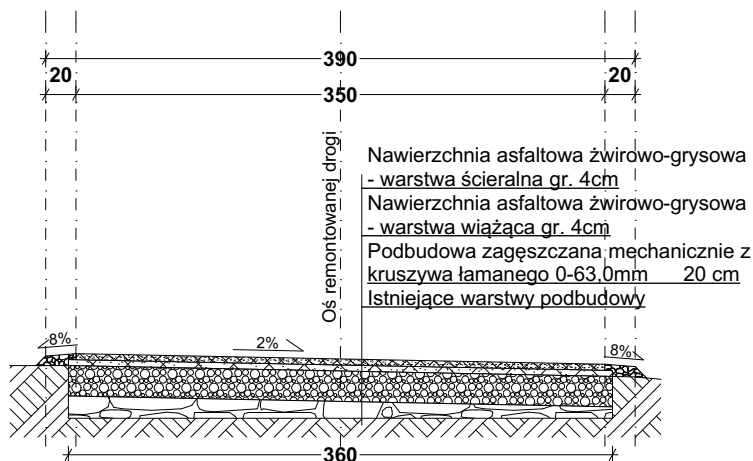 390
20
20
350
Oś remontowanej drogi
Nawierzchnia asfaltowa żwirowo-grysowa
- warstwa ścieralna gr. 4cm
Nawierzchnia asfaltowa żwirowo-grysowa
- warstwa wiążąca gr. 4cm
Podbudowa zagęszczana mechanicznie z
kruszywa łamanego 0-63,0mm 20 cm
Istniejące warstwy podbudowy
8%
2%
8%
360